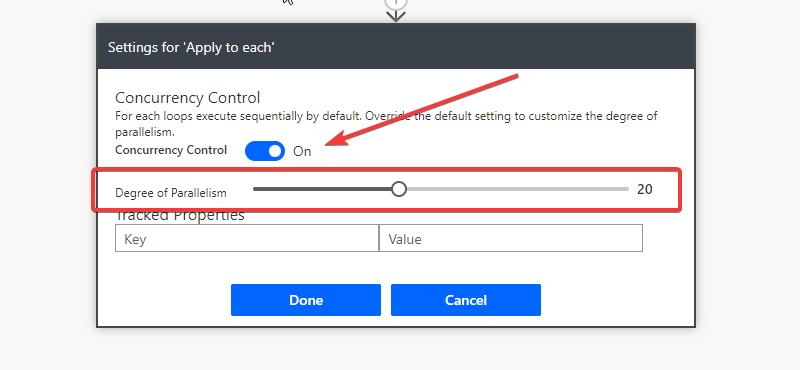 Settings for 'Apply to each'
Concurrency Control
For each loops execute sequentially by default. Override the default setting to customize the degree of
parallelism.
Concurrency Control On
Degree of Parallelism 20
Tracked Properties
Key Value
Done Cancel